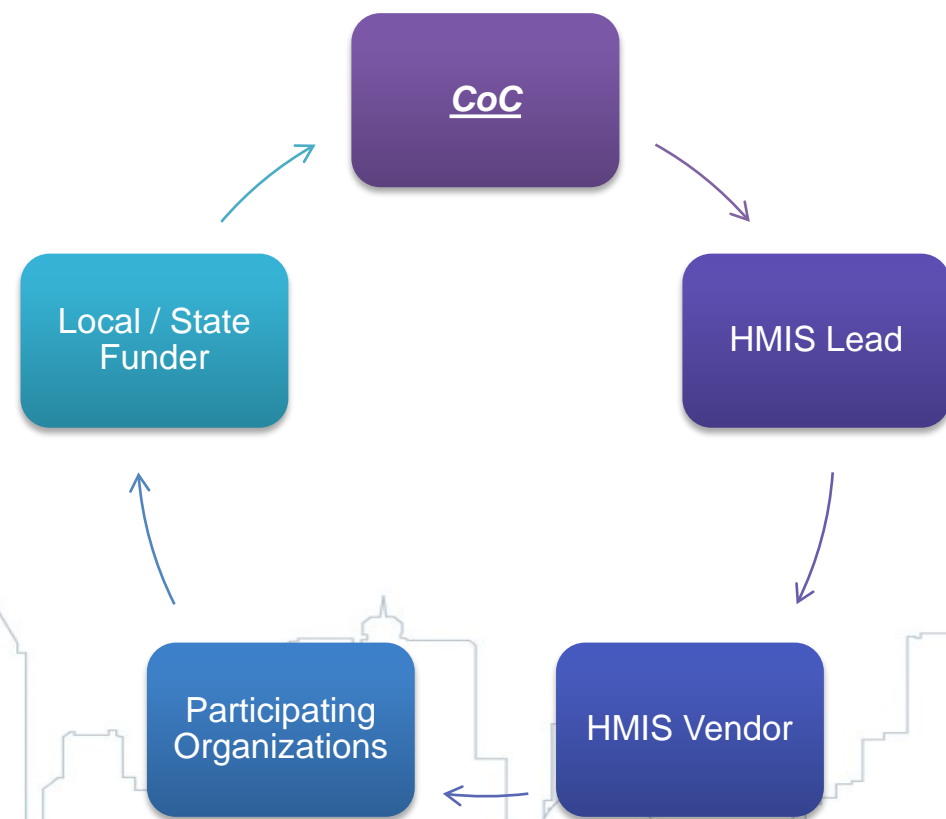 CoC
HMIS Lead
HMIS Vendor
Participating
Organizations
Local / State
Funder